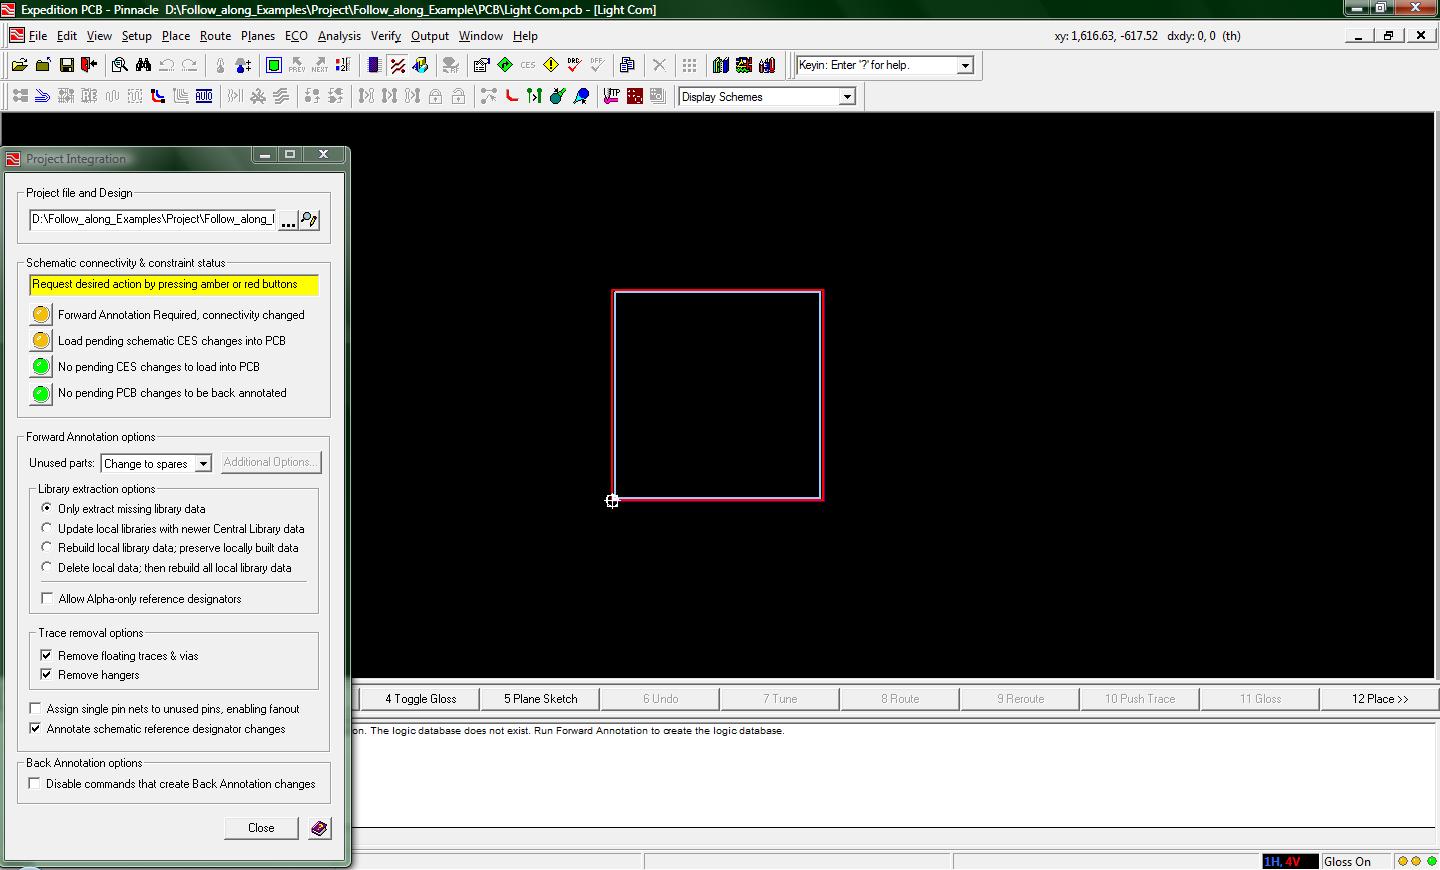 Expedition PCB - Pinnacle D:\Follow_along_Examples\Project\Follow_along_Example\PCB\Light Com.pcb - [Light Com]
File Edit View Setup Place Route Planes ECO Analysis Verify Output Window Help
xy: 1,616.63, -617.52 dxdy: 0, 0 (th)
PREV NEXT CES DRC DFF Keyin: Enter '?' for help.
AUTO Display Schemes
Project Integration
Project file and Design
D:\Follow_along_Examples\Project\Follow_along_
...
Schematic connectivity & constraint status
Request desired action by pressing amber or red buttons
Forward Annotation Required, connectivity changed
Load pending schematic CES changes into PCB
No pending CES changes to load into PCB
No pending PCB changes to be back annotated
Forward Annotation options
Unused parts: Change to spares Additional Options...
Library extraction options
Only extract missing library data
Update local libraries with newer Central Library data
Rebuild local library data; preserve locally built data
Delete local data; then rebuild all local library data
Allow Alpha-only reference designators
Trace removal options
Remove floating traces & vias
Remove hangers
Assign single pin nets to unused pins, enabling fanout
Annotate schematic reference designator changes
Back Annotation options
Disable commands that create Back Annotation changes
Close
4 Toggle Gloss 5 Plane Sketch 6 Undo 7 Tune 8 Route 9 Reroute 10 Push Trace 11 Gloss 12 Place >>
on. The logic database does not exist. Run Forward Annotation to create the logic database.
1H, 4V Gloss On